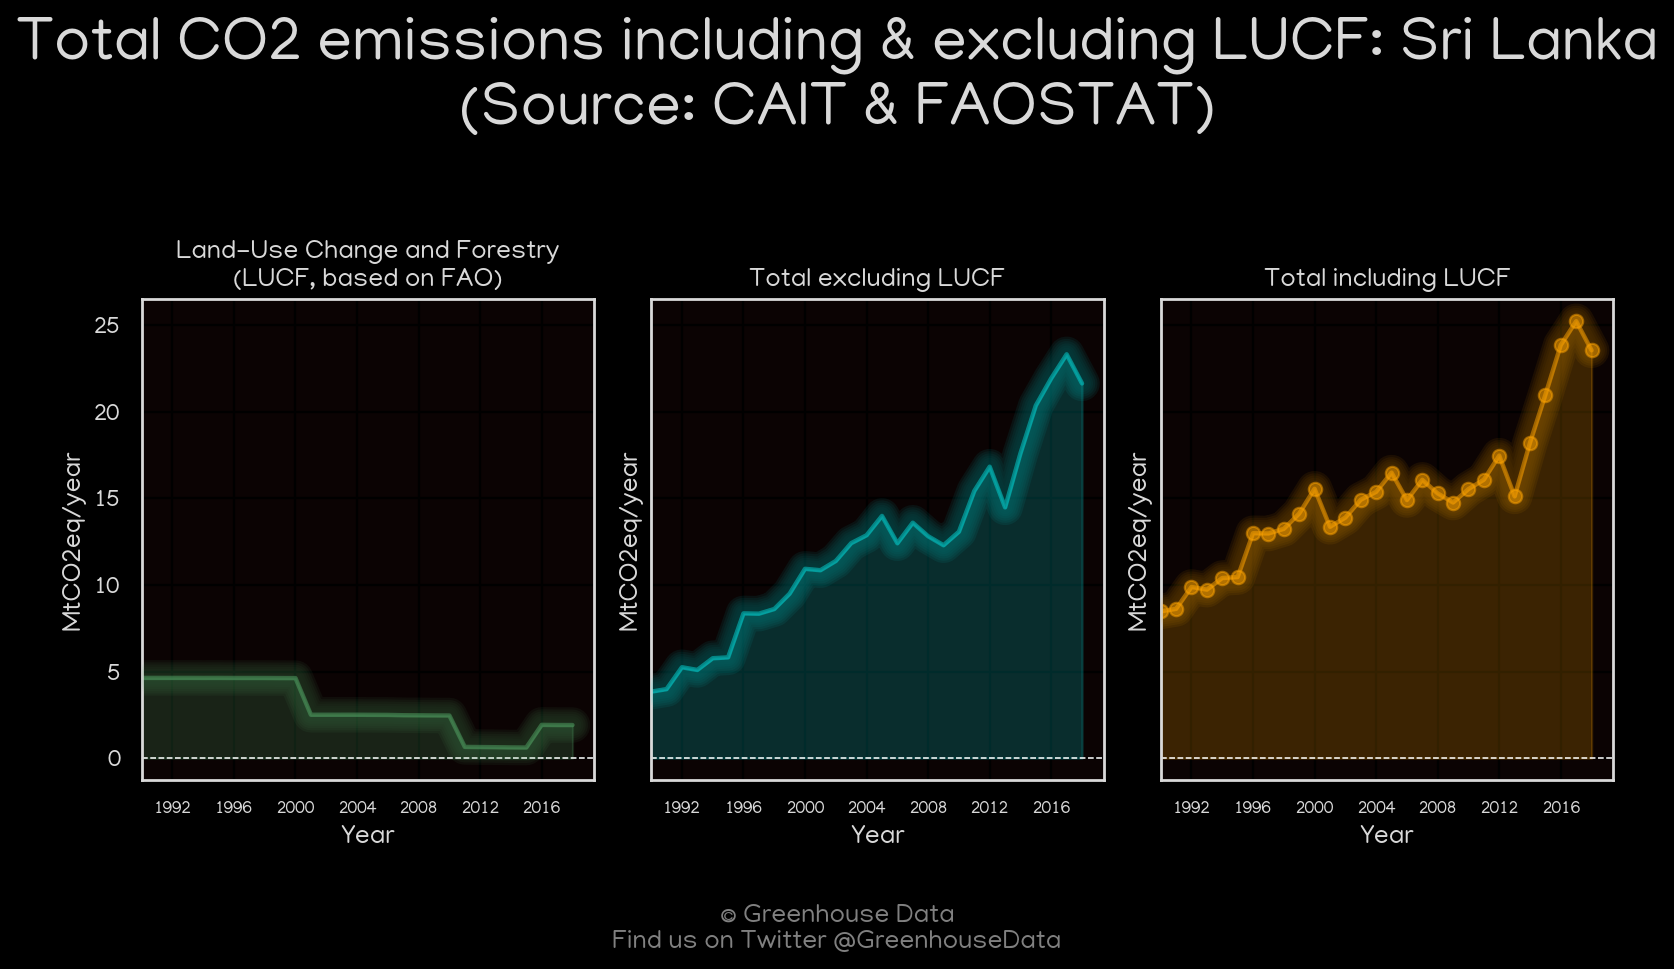 Total CO2 emissions including & excluding LUCF: Sri Lanka
(Source: CAIT & FAOSTAT)
Land-Use Change and Forestry
(LUCF, based on FAO)
Total excluding LUCF
Total including LUCF
25
20
15
10
5
0
MtCO2eq/year
MtCO2eq/year
MtCO2eq/year
1992 1996 2000 2004 2008 2012 2016
1992 1996 2000 2004 2008 2012 2016
1992 1996 2000 2004 2008 2012 2016
Year
Year
Year
© Greenhouse Data
Find us on Twitter @GreenhouseData